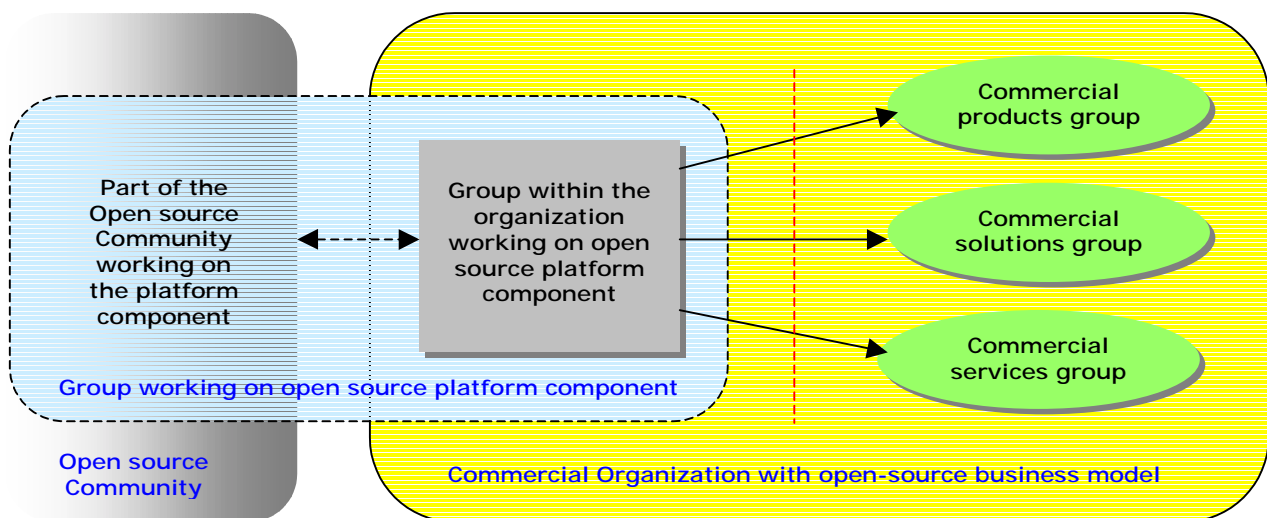 Part of the
Open source
Community
working on
the platform
component
Group within the
organization
working on open
source platform
component
Commercial
products group
Commercial
solutions group
Commercial
services group
Group working on open source platform component
Open source
Community
Commercial Organization with open-source business model